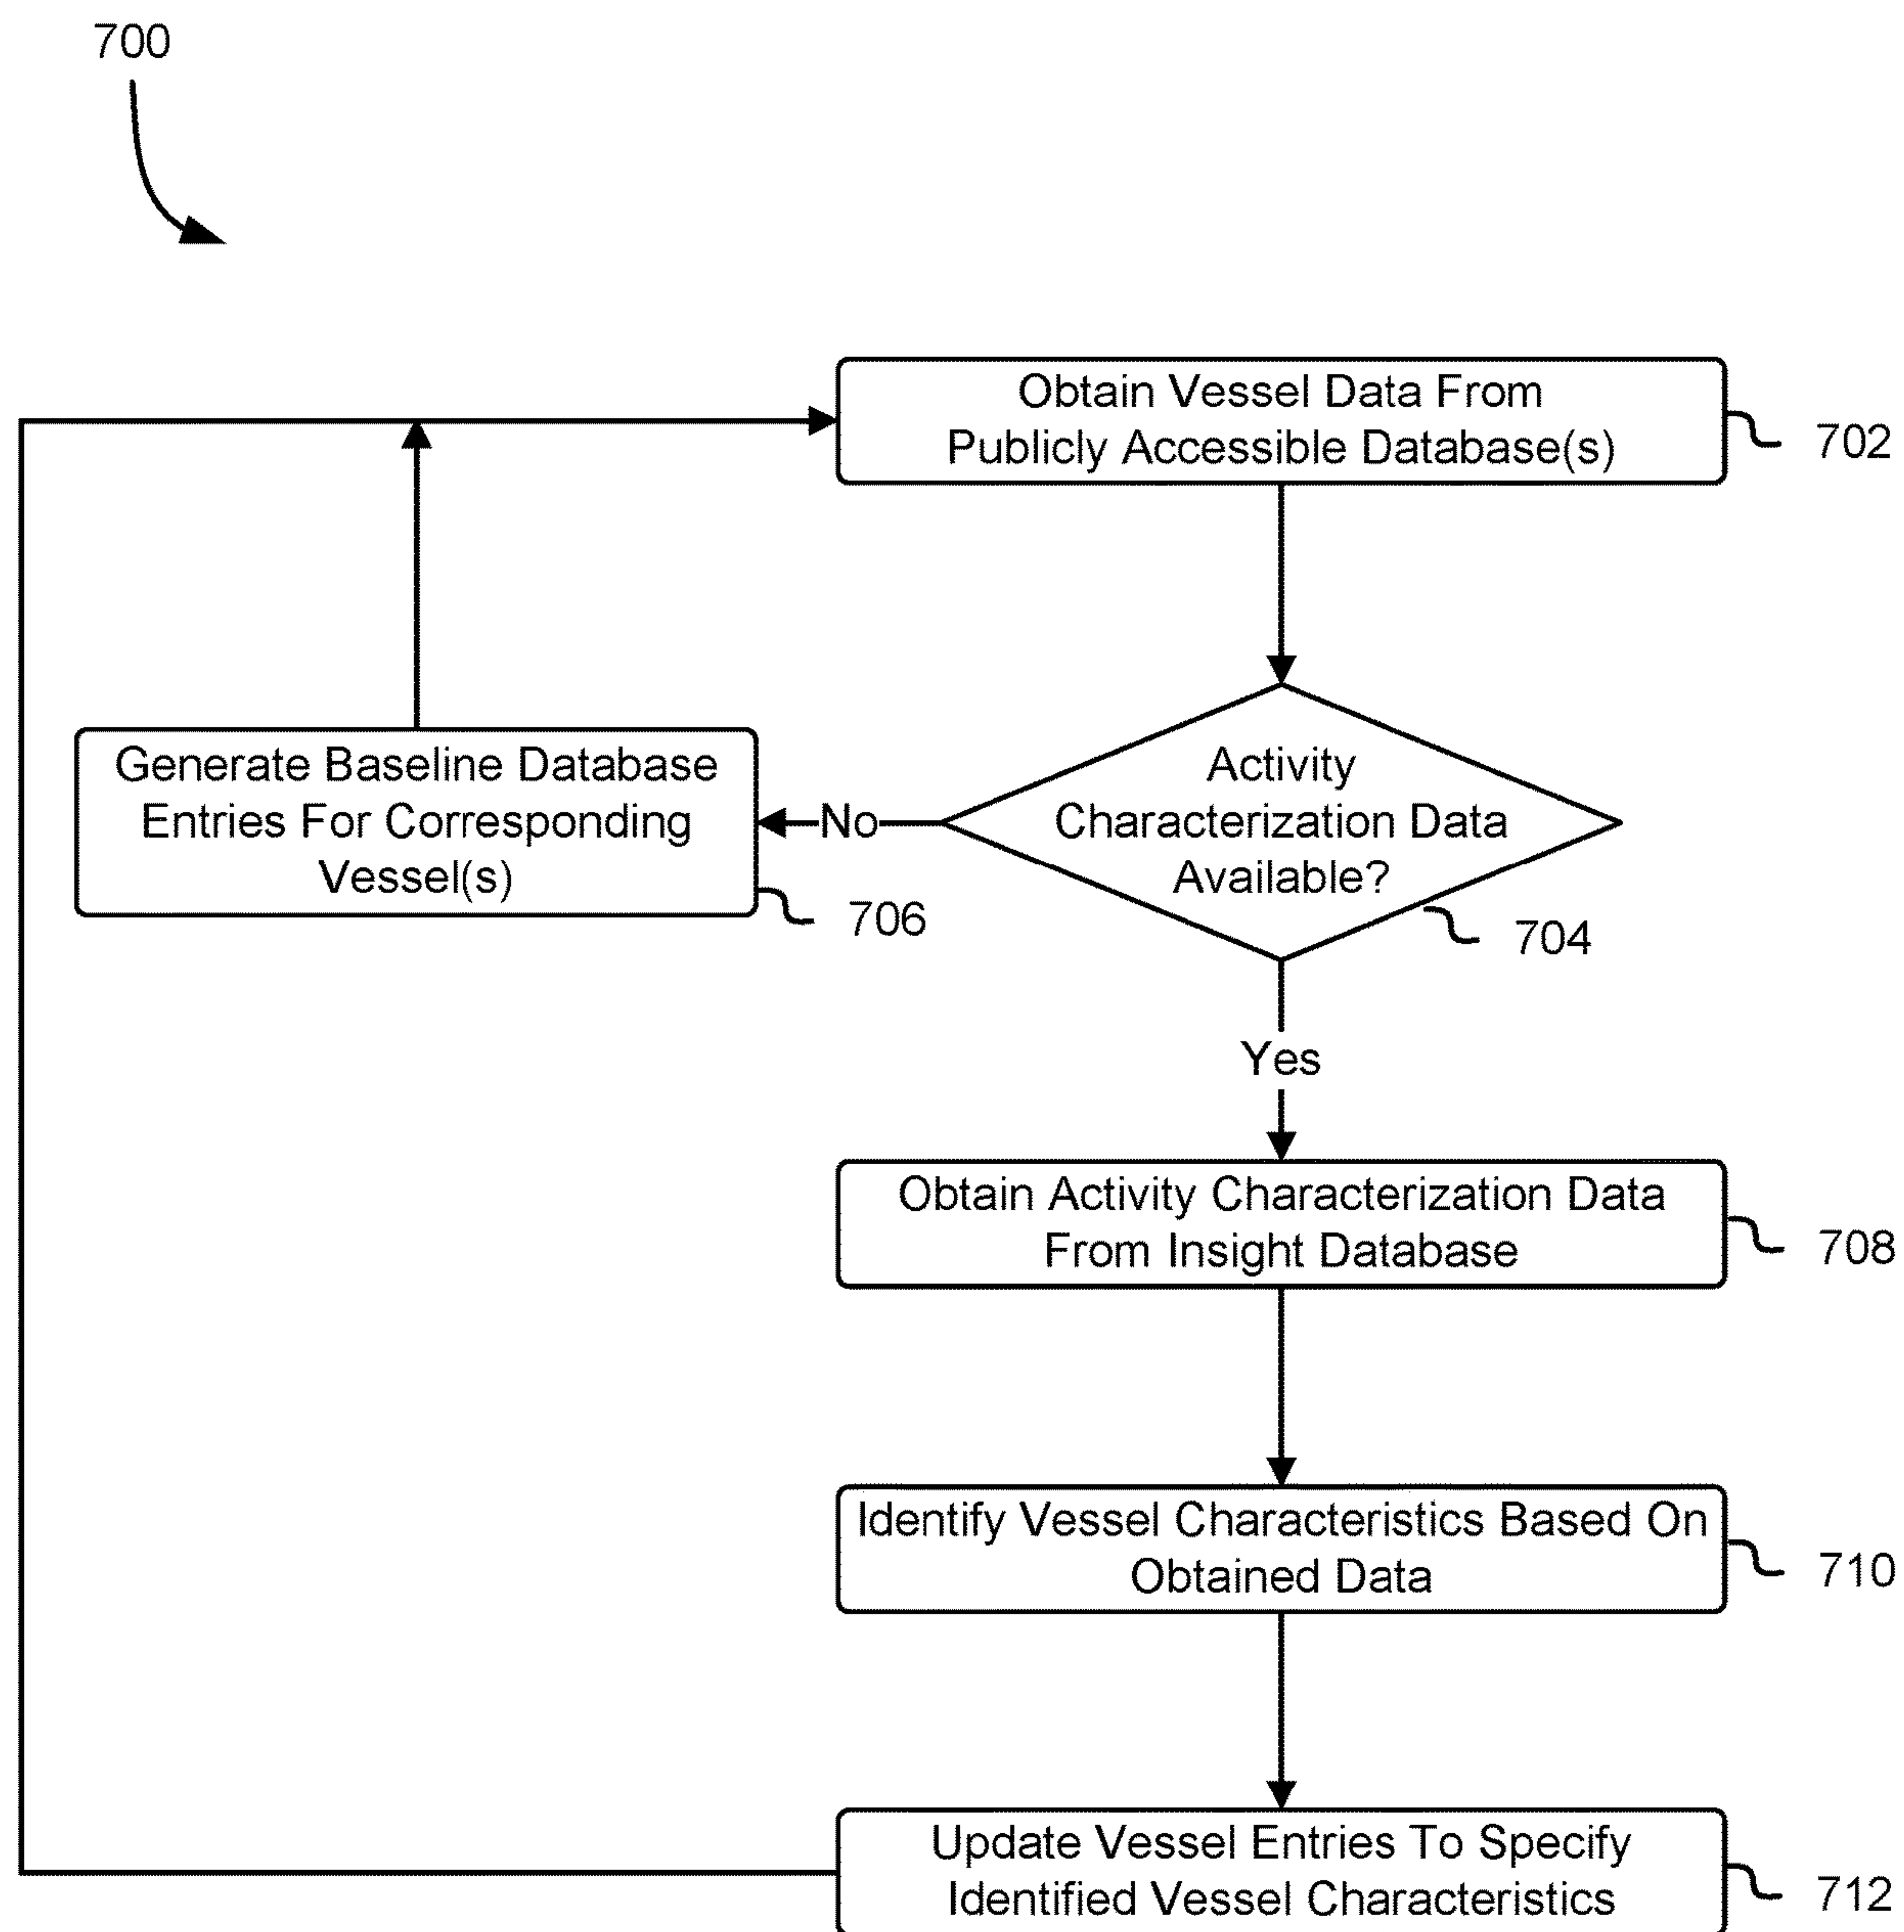 700
Obtain Vessel Data From
Publicly Accessible Database(s)
702
Activity
Characterization Data
Available?
704
No
Generate Baseline Database
Entries For Corresponding
Vessel(s)
706
Yes
Obtain Activity Characterization Data
From Insight Database
708
Identify Vessel Characteristics Based On
Obtained Data
710
Update Vessel Entries To Specify
Identified Vessel Characteristics
712